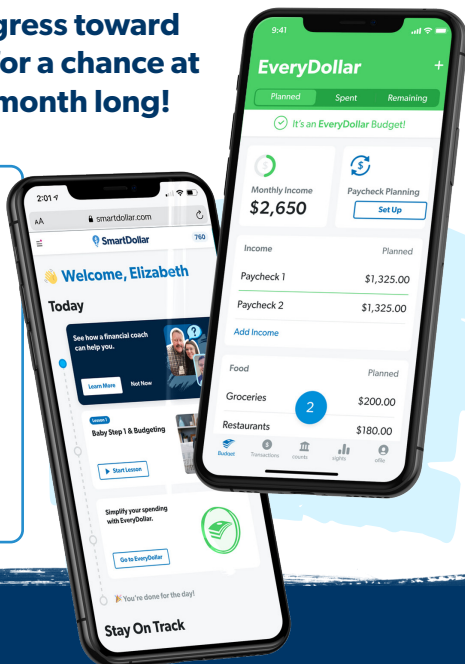 gress toward
for a chance at
month long!
9:41
EveryDollar
+
Planned Spent Remaining
It's an EveryDollar Budget!
Monthly Income
$2,650
Paycheck Planning
Set Up
Income Planned
Paycheck 1 $1,325.00
Paycheck 2 $1,325.00
Add Income
Food Planned
Groceries $200.00
2
Restaurants $180.00
Budget Transactions counts sights ofile
2:01
AA smartdollar.com
SmartDollar 760
Welcome, Elizabeth
Today
See how a financial coach
can help you.
Learn More Not Now
Lesson 1
Baby Step 1 & Budgeting
Start Lesson
Simplify your spending
with EveryDollar.
Go to EveryDollar
You're done for the day!
Stay On Track